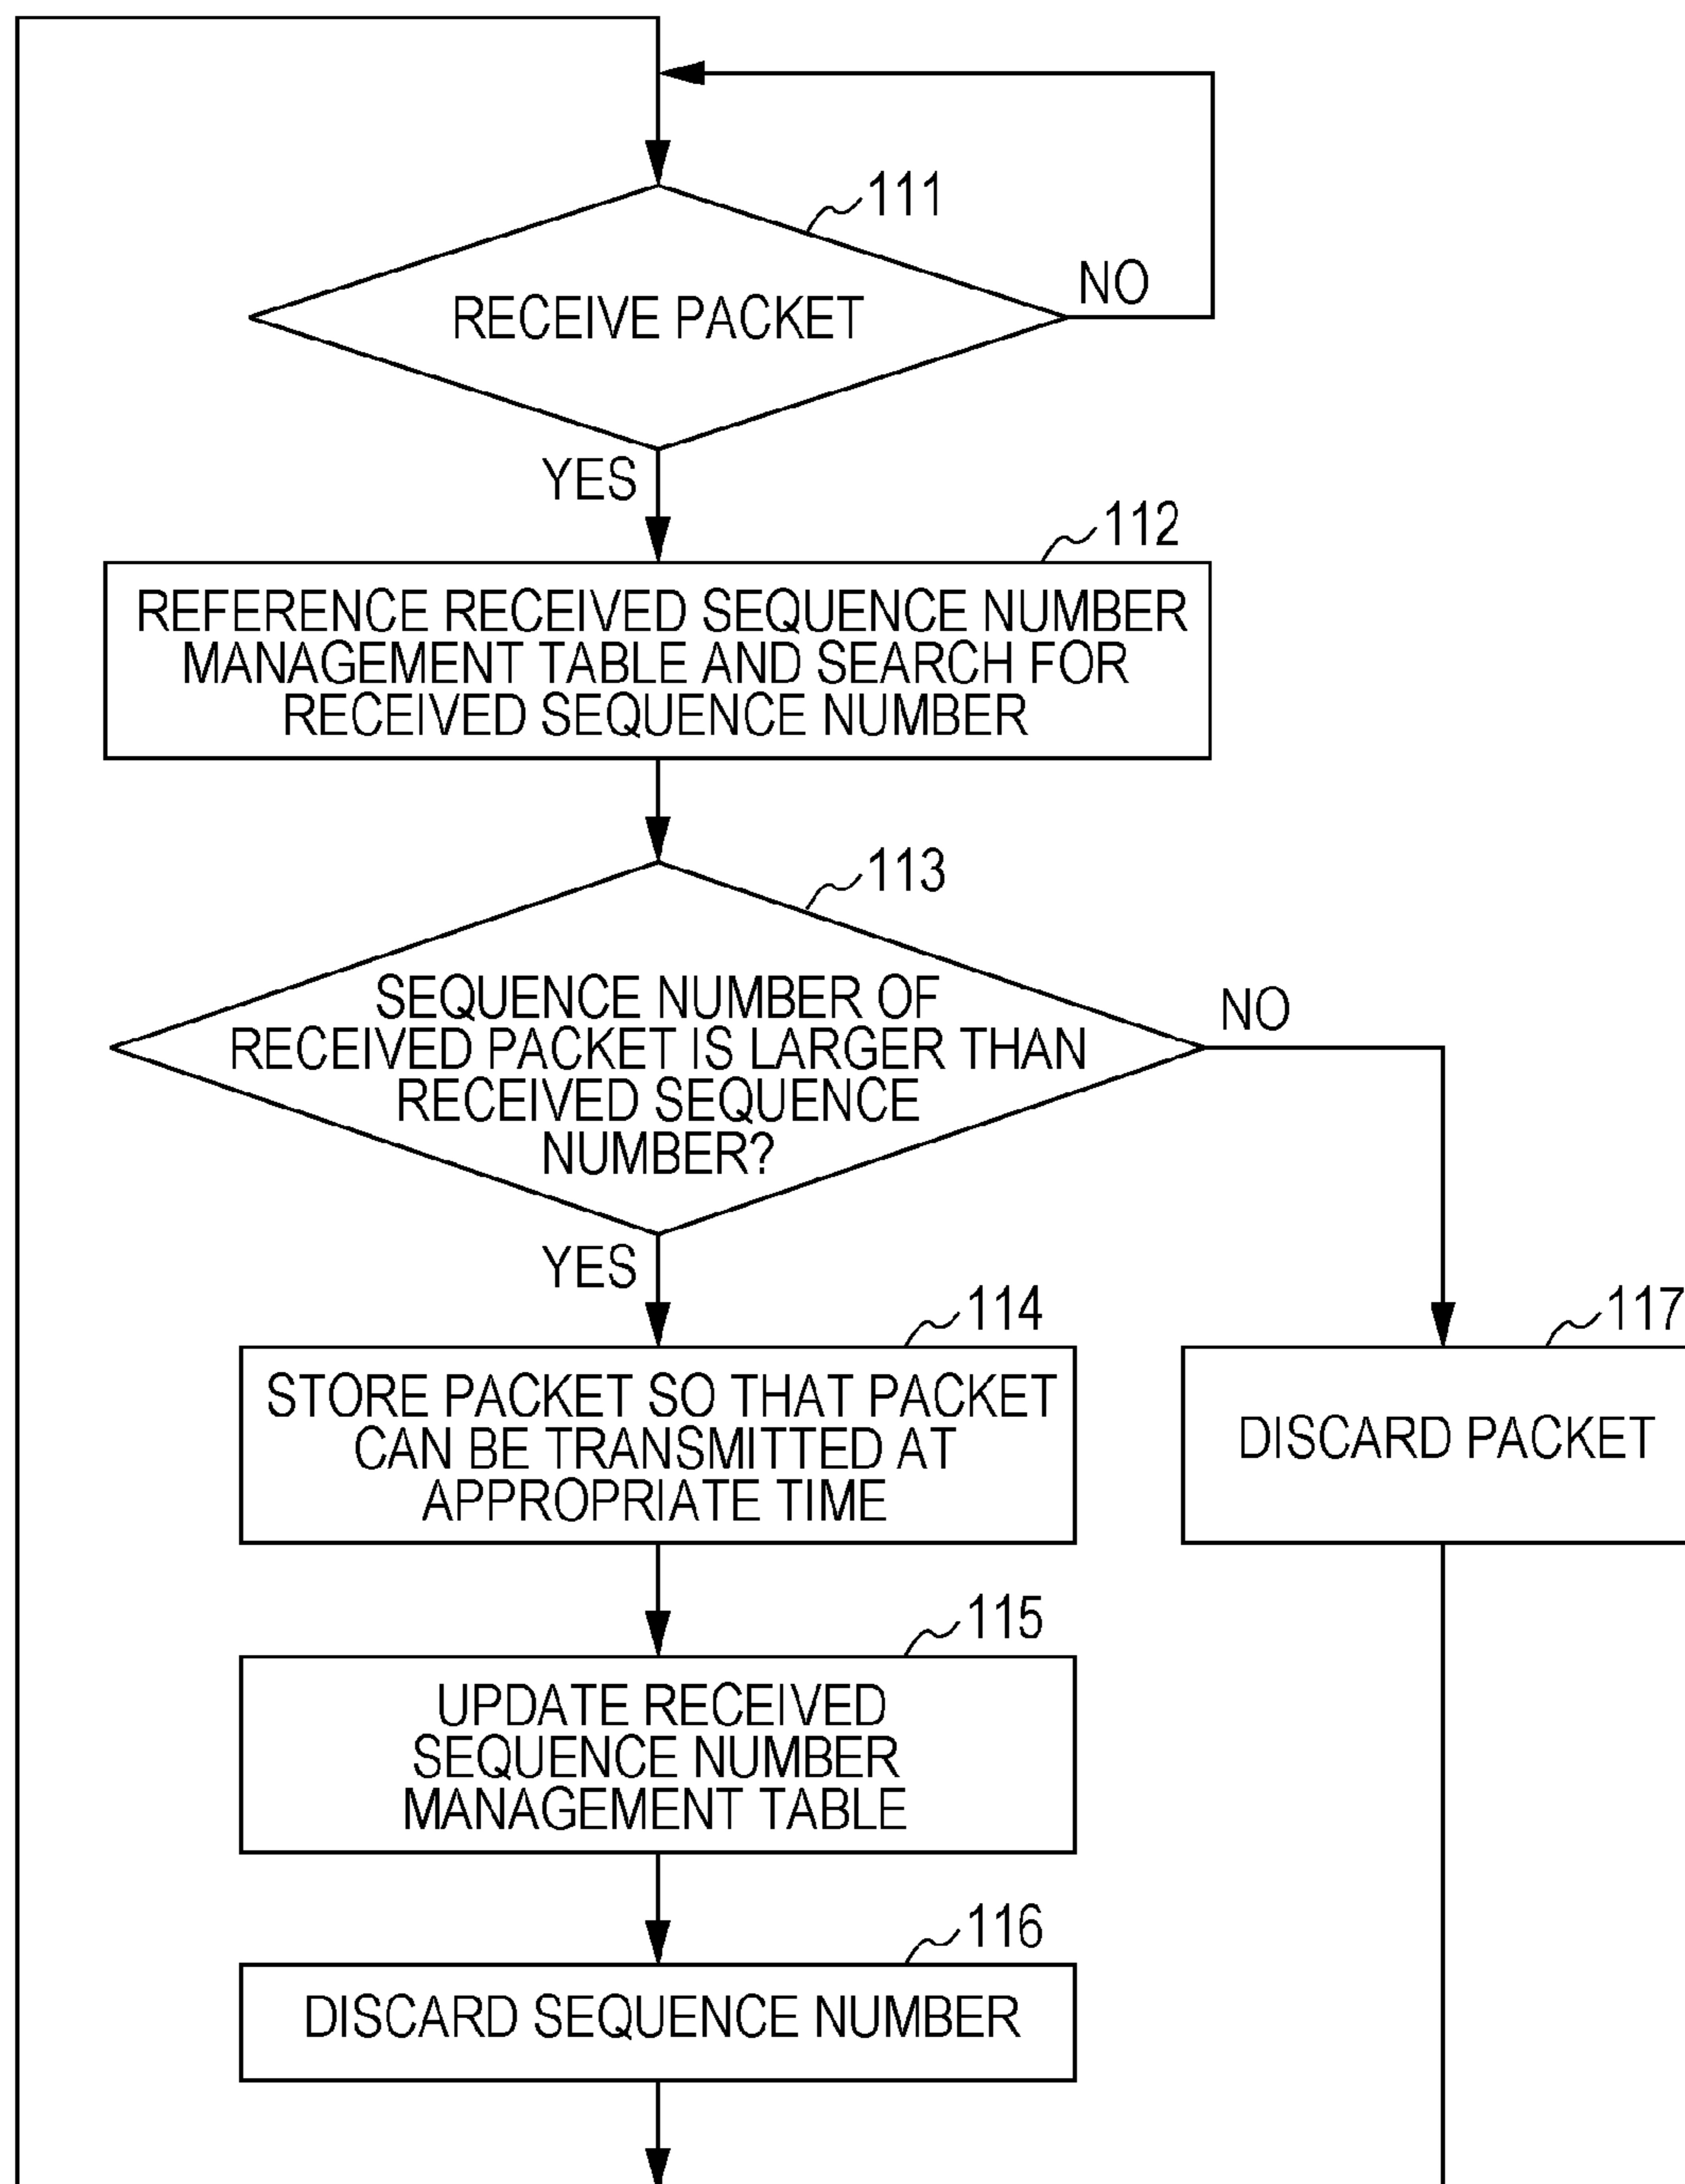 111
RECEIVE PACKET
NO
YES
112
REFERENCE RECEIVED SEQUENCE NUMBER
MANAGEMENT TABLE AND SEARCH FOR
RECEIVED SEQUENCE NUMBER
113
SEQUENCE NUMBER OF
RECEIVED PACKET IS LARGER THAN
RECEIVED SEQUENCE
NUMBER?
NO
YES
114
STORE PACKET SO THAT PACKET
CAN BE TRANSMITTED AT
APPROPRIATE TIME
117
DISCARD PACKET
115
UPDATE RECEIVED
SEQUENCE NUMBER
MANAGEMENT TABLE
116
DISCARD SEQUENCE NUMBER